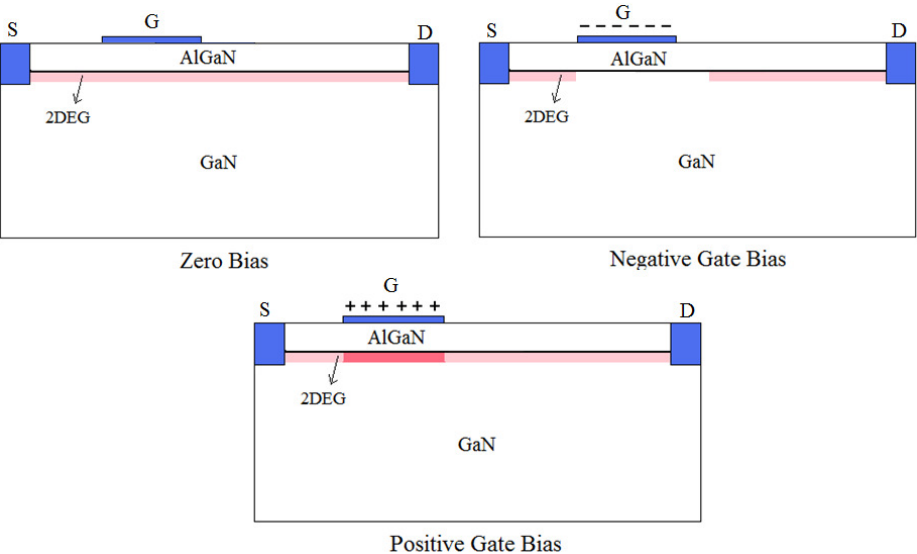 S
G
D
AlGaN
2DEG
GaN
Zero Bias
− − − − − −
S
G
D
AlGaN
2DEG
GaN
Negative Gate Bias
G
S
+ + + + + +
D
AlGaN
2DEG
GaN
Positive Gate Bias